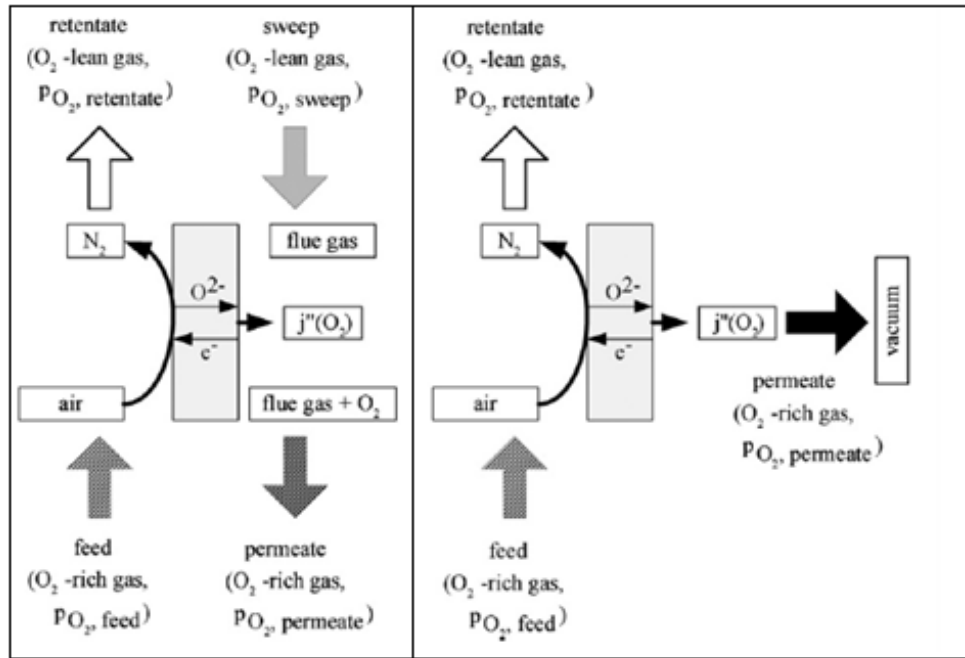 retentate
(O2 -lean gas,
pO2, retentate)
sweep
(O2 -lean gas,
pO2, sweep)
N2
flue gas
O2-
j"(O2)
e-
air
flue gas + O2
feed
(O2 -rich gas,
pO2, feed)
permeate
(O2 -rich gas,
pO2, permeate)
retentate
(O2 -lean gas,
pO2, retentate)
N2
O2-
j"(O2)
e-
vacuum
air
permeate
(O2 -rich gas,
pO2, permeate)
feed
(O2 -rich gas,
pO2, feed)